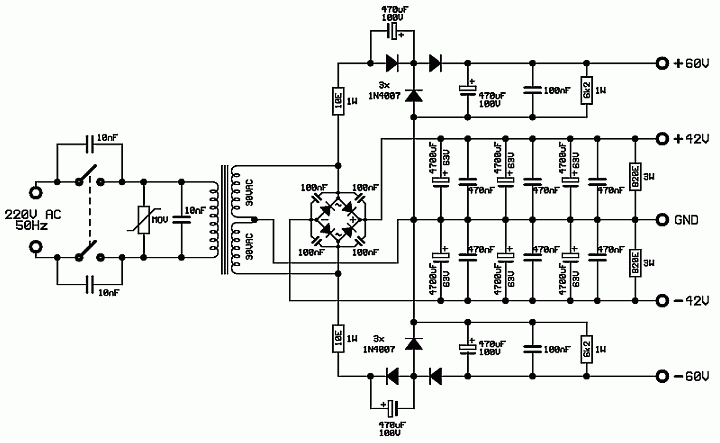 470uF
100V
+
+ 60V
10E
1W
3x
1N4007
+
470uF
100V
100nF
6k2
1W
+ 42V
10nF
30VAC
100nF
100nF
4700uF
63V
+
470nF
4700uF
63V
+
470nF
4700uF
63V
+
470nF
820E
3W
220V AC
50Hz
MOV
10nF
~
-
+
~
GND
30VAC
100nF
100nF
4700uF
63V
+
470nF
4700uF
63V
+
470nF
4700uF
63V
+
470nF
820E
3W
10nF
- 42V
10E
1W
3x
1N4007
+
470uF
100V
100nF
6k2
1W
- 60V
+
470uF
100V